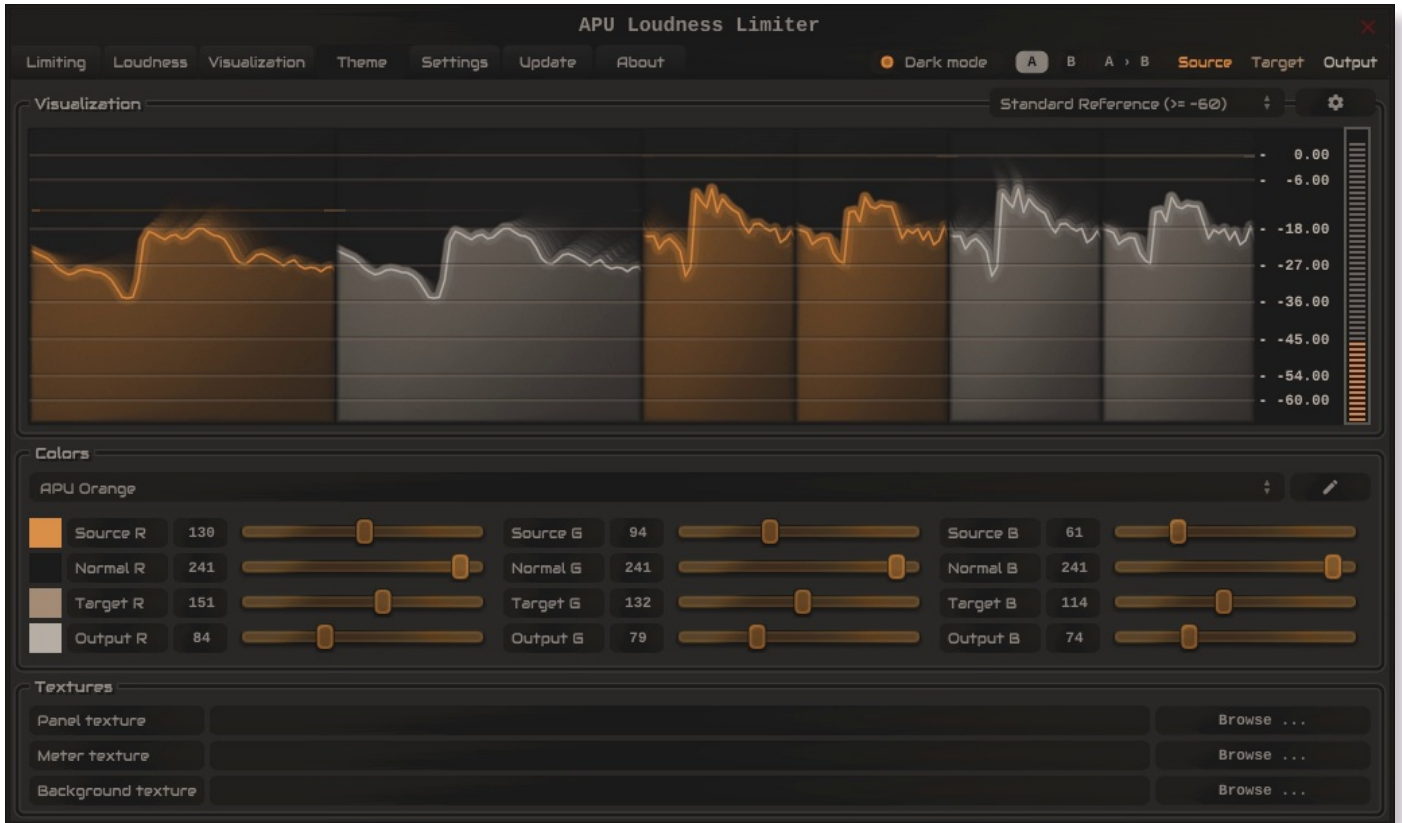 APU Loudness Limiter
Limiting Loudness Visualization Theme Settings Update About Dark mode A B A › B Source Target Output
Visualization Standard Reference (>= -60)
- 0.00
- -6.00
- -18.00
- -27.00
- -36.00
- -45.00
- -54.00
- -60.00
Colors
APU Orange
Source R 130 Source G 94 Source B 61
Normal R 241 Normal G 241 Normal B 241
Target R 151 Target G 132 Target B 114
Output R 84 Output G 79 Output B 74
Textures
Panel texture Browse ...
Meter texture Browse ...
Background texture Browse ...